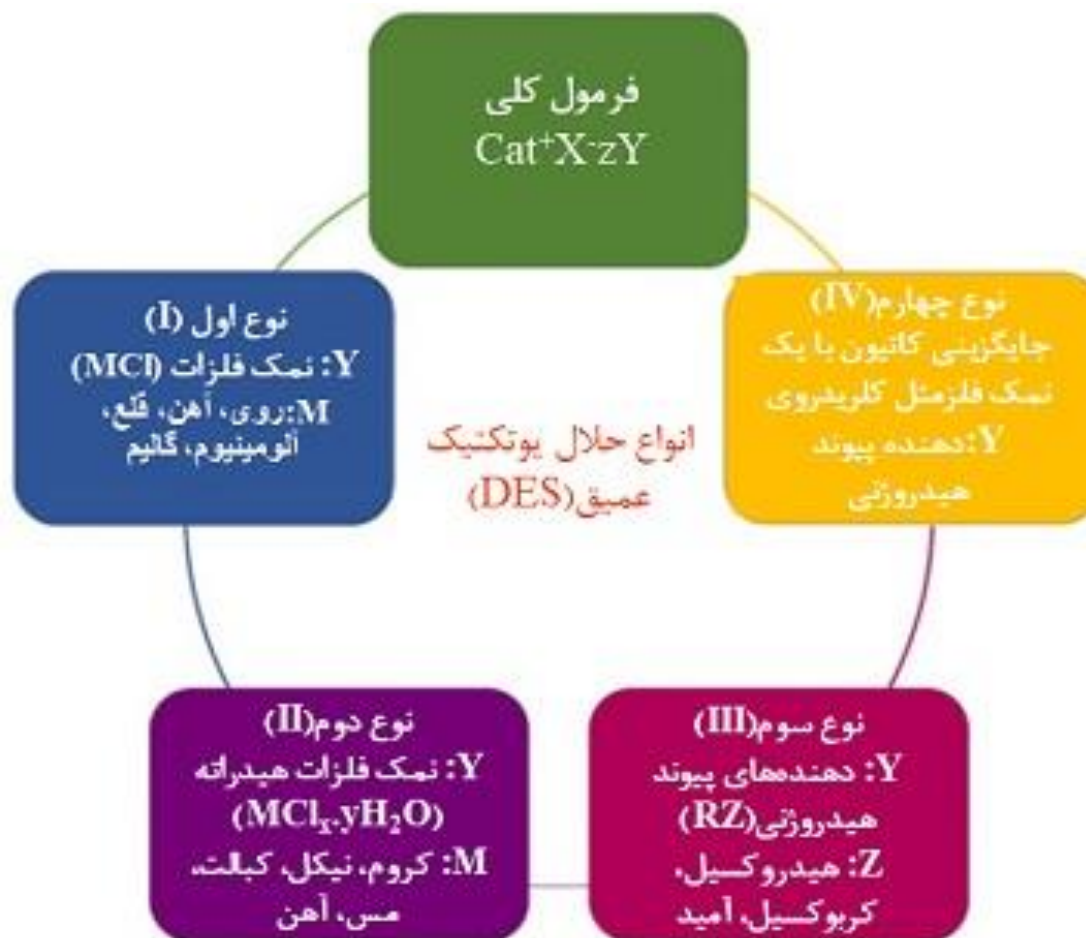 فرمول کلی
Cat⁺X⁻zY
نوع اول (I)
Y: نمک فلزات (MCl)
M:روی، آهن، قلع،
آلومینیوم، گالیم
نوع چهارم(IV)
جایگزینی کاتیون با یک
نمک فلزمثل کلریدروی
Y:دهنده پیوند
هیدروژنی
انواع حلال یوتکتیک
عمیق(DES)
نوع دوم(II)
Y: نمک فلزات هیدراته
(MClₓ.yH₂O)
M: کروم، نیکل، کبالت،
مس، آهن
نوع سوم(III)
Y: دهنده‌های پیوند
هیدروژنی(RZ)
Z: هیدروکسیل،
کربوکسیل، آمید